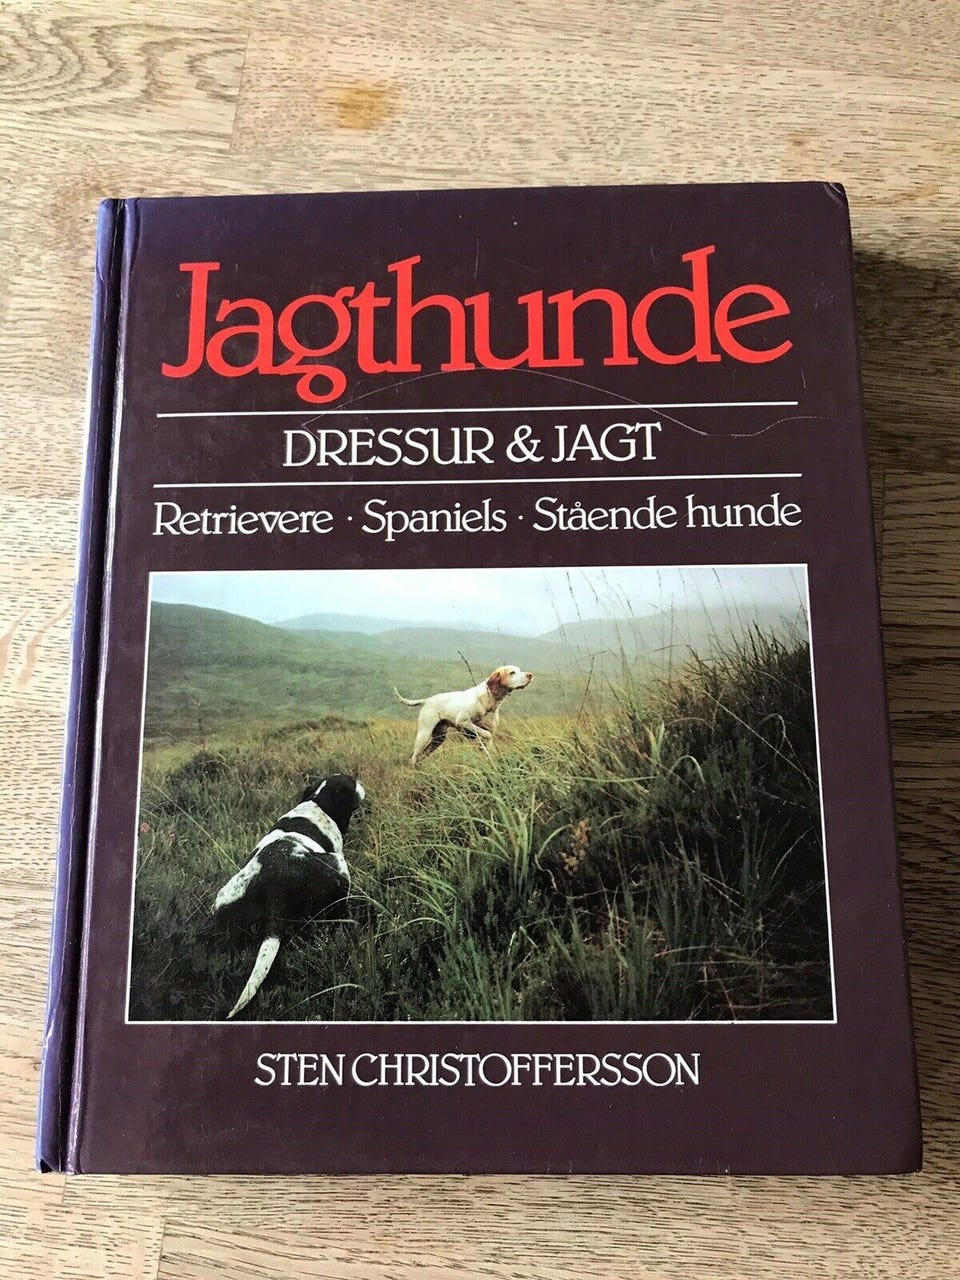 Jagthunde
DRESSUR & JAGT
Retrievere · Spaniels · Stående hunde
STEN CHRISTOFFERSSON